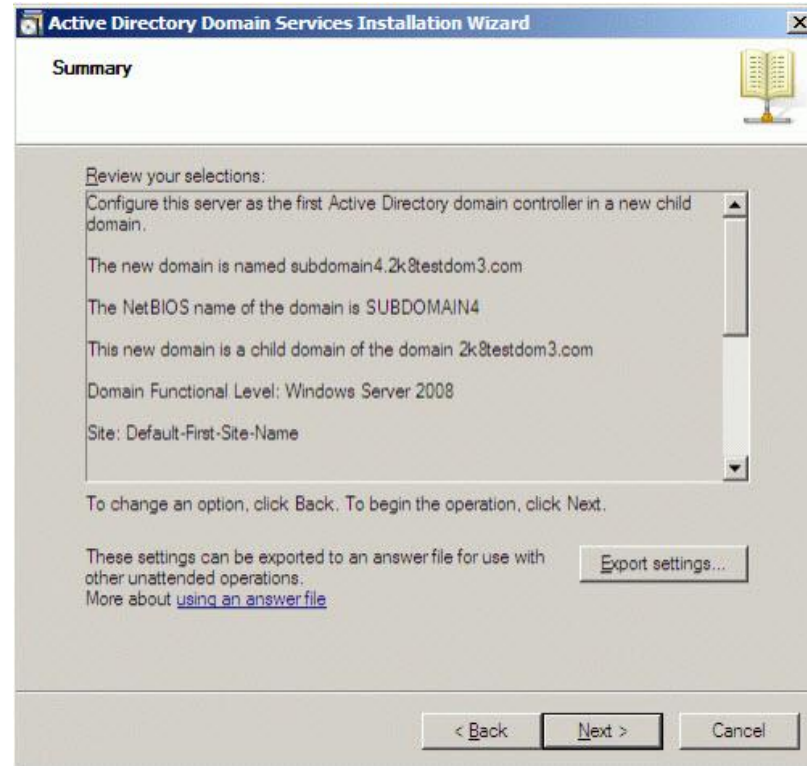 Active Directory Domain Services Installation Wizard
Summary
Review your selections:
Configure this server as the first Active Directory domain controller in a new child
domain.
The new domain is named subdomain4.2k8testdom3.com
The NetBIOS name of the domain is SUBDOMAIN4
This new domain is a child domain of the domain 2k8testdom3.com
Domain Functional Level: Windows Server 2008
Site: Default-First-Site-Name
To change an option, click Back. To begin the operation, click Next.
These settings can be exported to an answer file for use with
other unattended operations.
More about using an answer file
Export settings...
< Back
Next >
Cancel